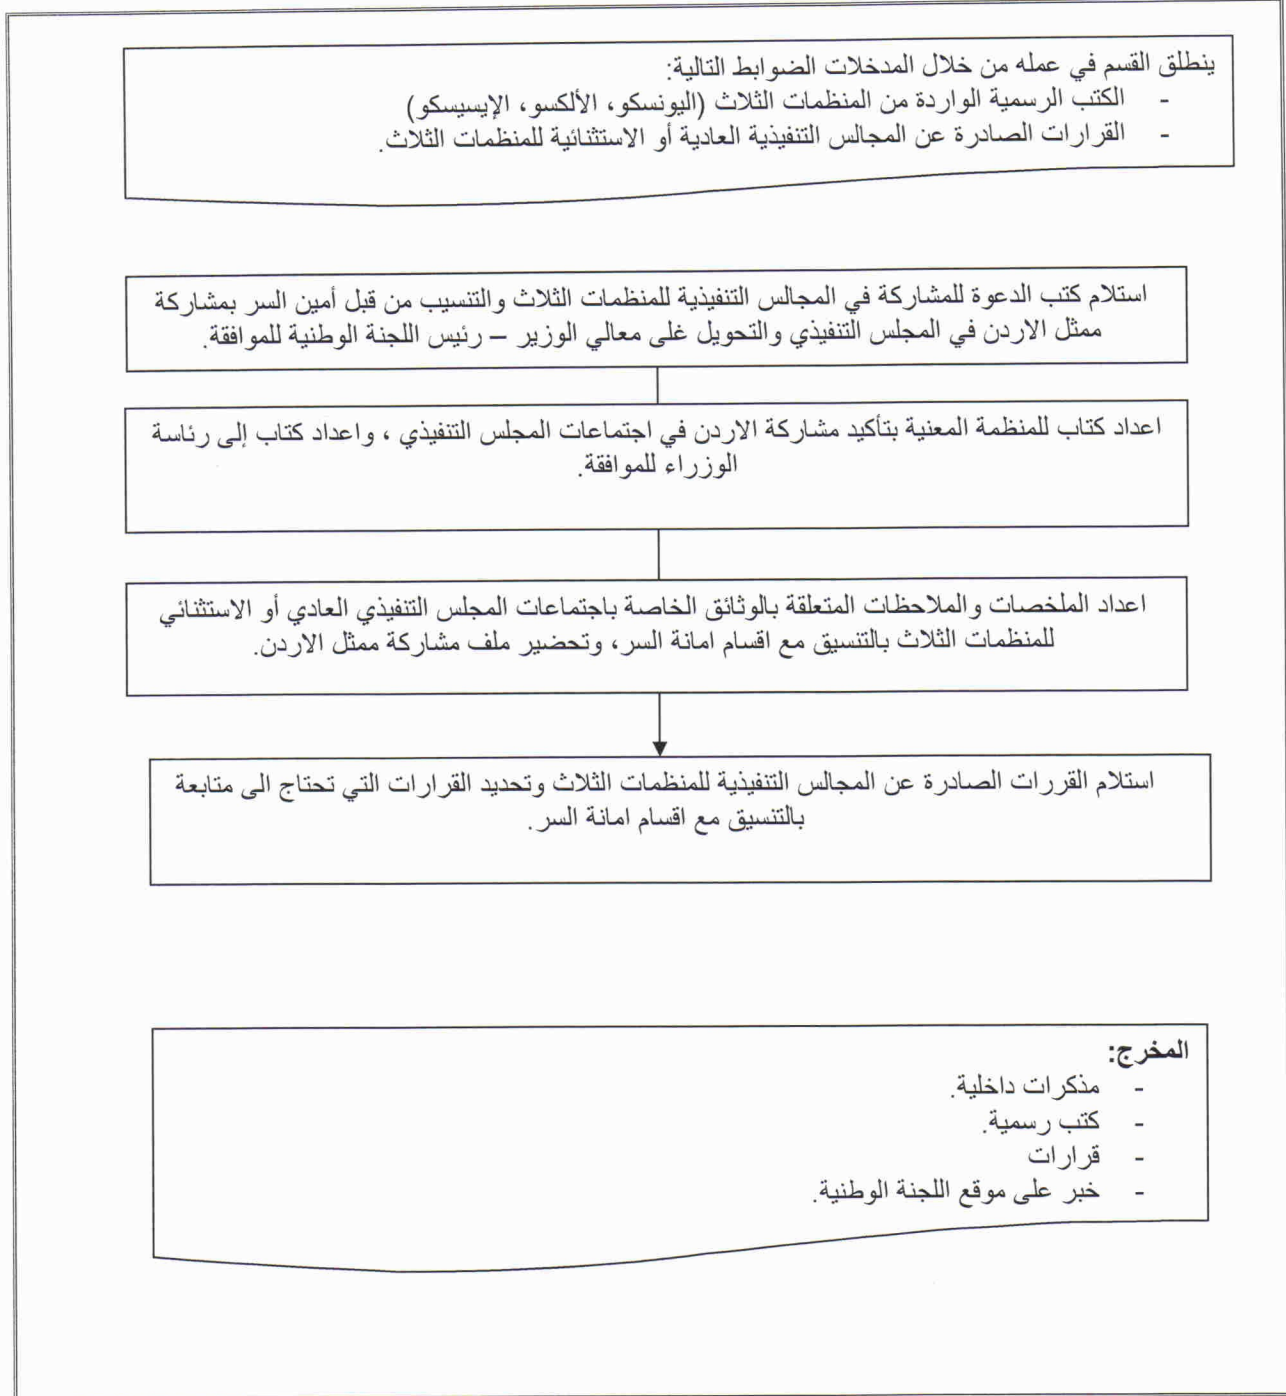 ينطلق القسم في عمله من خلال المدخلات الضوابط التالية:
- الكتب الرسمية الواردة من المنظمات الثلاث (اليونسكو، الألكسو، الإيسيسكو)
- القرارات الصادرة عن المجالس التنفيذية العادية أو الاستثنائية للمنظمات الثلاث.
استلام كتب الدعوة للمشاركة في المجالس التنفيذية للمنظمات الثلاث والتنسيب من قبل أمين السر بمشاركة
ممثل الاردن في المجلس التنفيذي والتحويل غلى معالي الوزير – رئيس اللجنة الوطنية للموافقة.
اعداد كتاب للمنظمة المعنية بتأكيد مشاركة الاردن في اجتماعات المجلس التنفيذي ، واعداد كتاب إلى رئاسة
الوزراء للموافقة.
اعداد الملخصات والملاحظات المتعلقة بالوثائق الخاصة باجتماعات المجلس التنفيذي العادي أو الاستثنائي
للمنظمات الثلاث بالتنسيق مع اقسام امانة السر، وتحضير ملف مشاركة ممثل الاردن.
استلام القررات الصادرة عن المجالس التنفيذية للمنظمات الثلاث وتحديد القرارات التي تحتاج الى متابعة
بالتنسيق مع اقسام امانة السر.
المخرج:
- مذكرات داخلية.
- كتب رسمية.
- قرارات
- خبر على موقع اللجنة الوطنية.